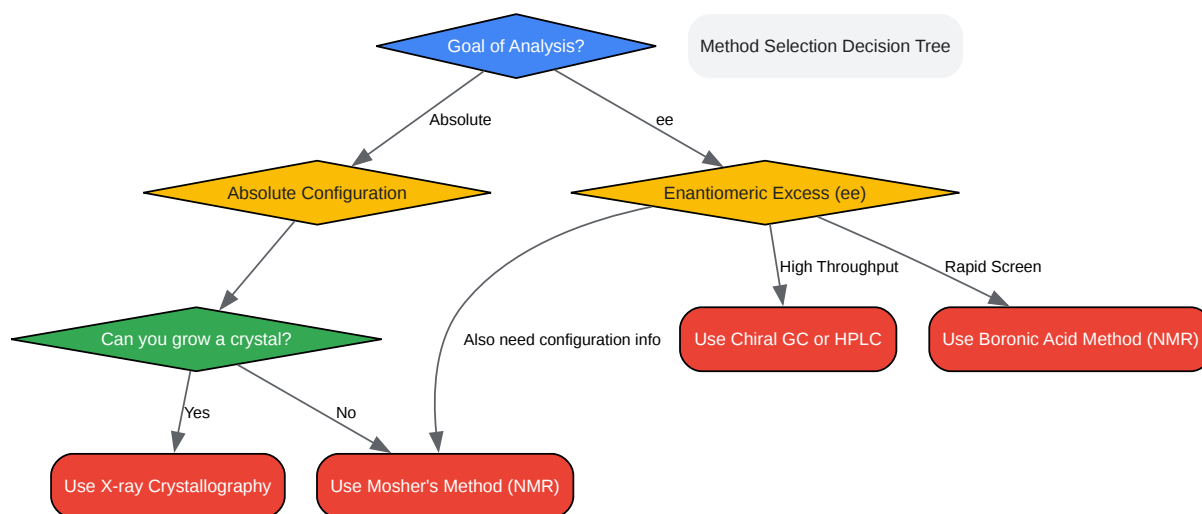 Goal of Analysis?
Method Selection Decision Tree
Absolute
ee
Absolute Configuration
Enantiomeric Excess (ee)
High Throughput
Rapid Screen
Can you grow a crystal?
Also need configuration info
Use Chiral GC or HPLC
Use Boronic Acid Method (NMR)
Yes
No
Use X-ray Crystallography
Use Mosher's Method (NMR)